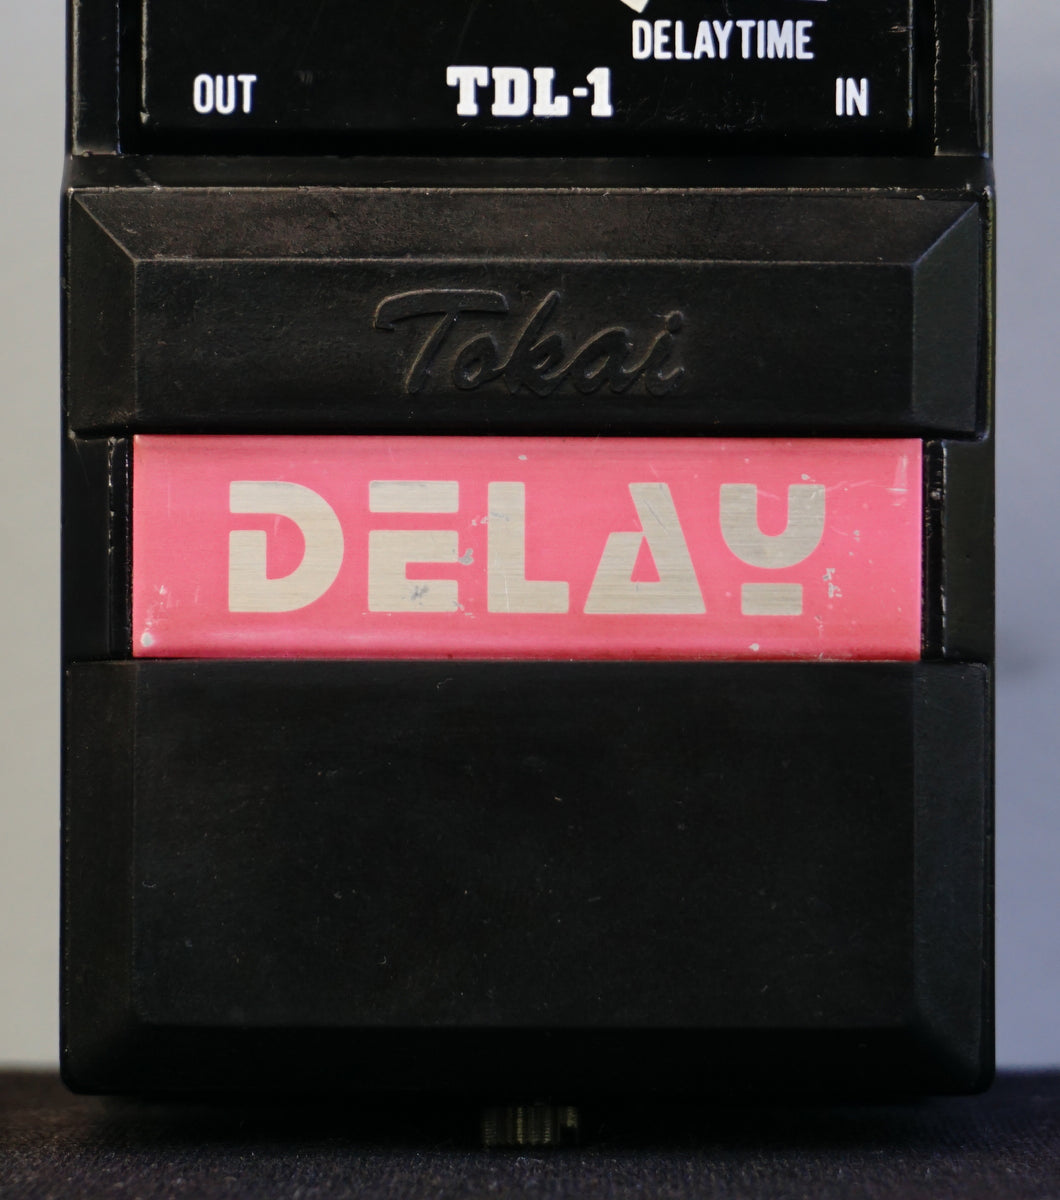 DELAYTIME
OUT TDL-1 IN
Tokai
DELAY